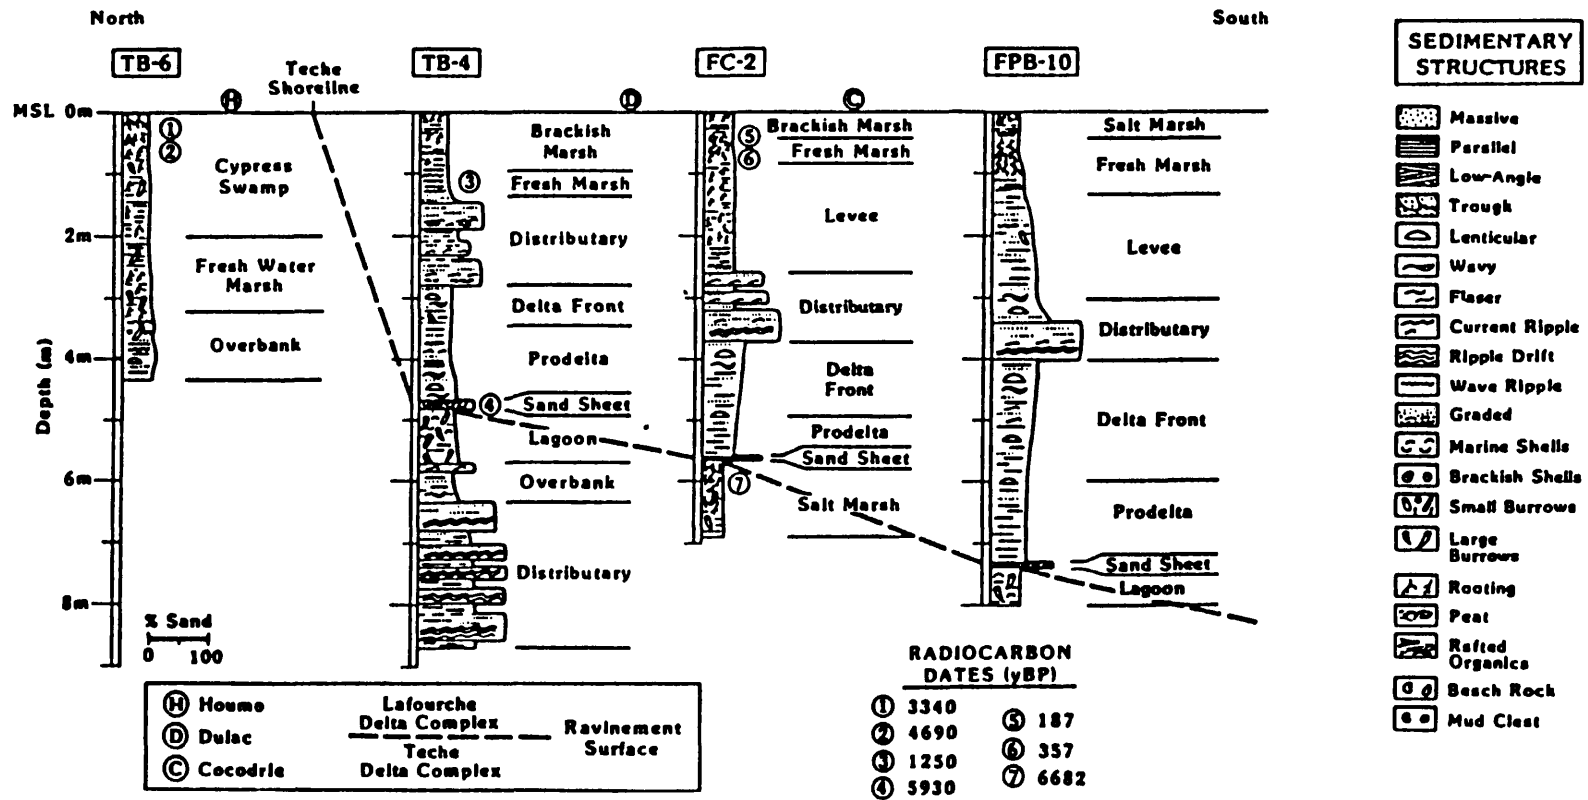 North
South
TB-6
TB-4
FC-2
FPB-10
Teche
Shoreline
H
D
C
MSL 0m
2m
4m
6m
8m
Depth (m)
1
2
Cypress
Swamp
Fresh Water
Marsh
Overbank
% Sand
0 100
3
4
Brackish
Marsh
Fresh Marsh
Distributary
Delta Front
Prodelta
Sand Sheet
Lagoon
Overbank
Distributary
5
6
7
Brackish Marsh
Fresh Marsh
Levee
Distributary
Delta
Front
Prodelta
Sand Sheet
Salt Marsh
Salt Marsh
Fresh Marsh
Levee
Distributary
Delta Front
Prodelta
Sand Sheet
Lagoon
H Houma
D Dulac
C Cocodrie
Lafourche
Delta Complex
Teche
Delta Complex
Ravinement
Surface
RADIOCARBON
DATES (yBP)
1 3340
2 4690
3 1250
4 5930
5 187
6 357
7 6682
SEDIMENTARY
STRUCTURES
Massive
Parallel
Low-Angle
Trough
Lenticular
Wavy
Flaser
Current Ripple
Ripple Drift
Wave Ripple
Graded
Marine Shells
Brackish Shells
Small Burrows
Large
Burrows
Rooting
Peat
Rafted
Organics
Beach Rock
Mud Clast